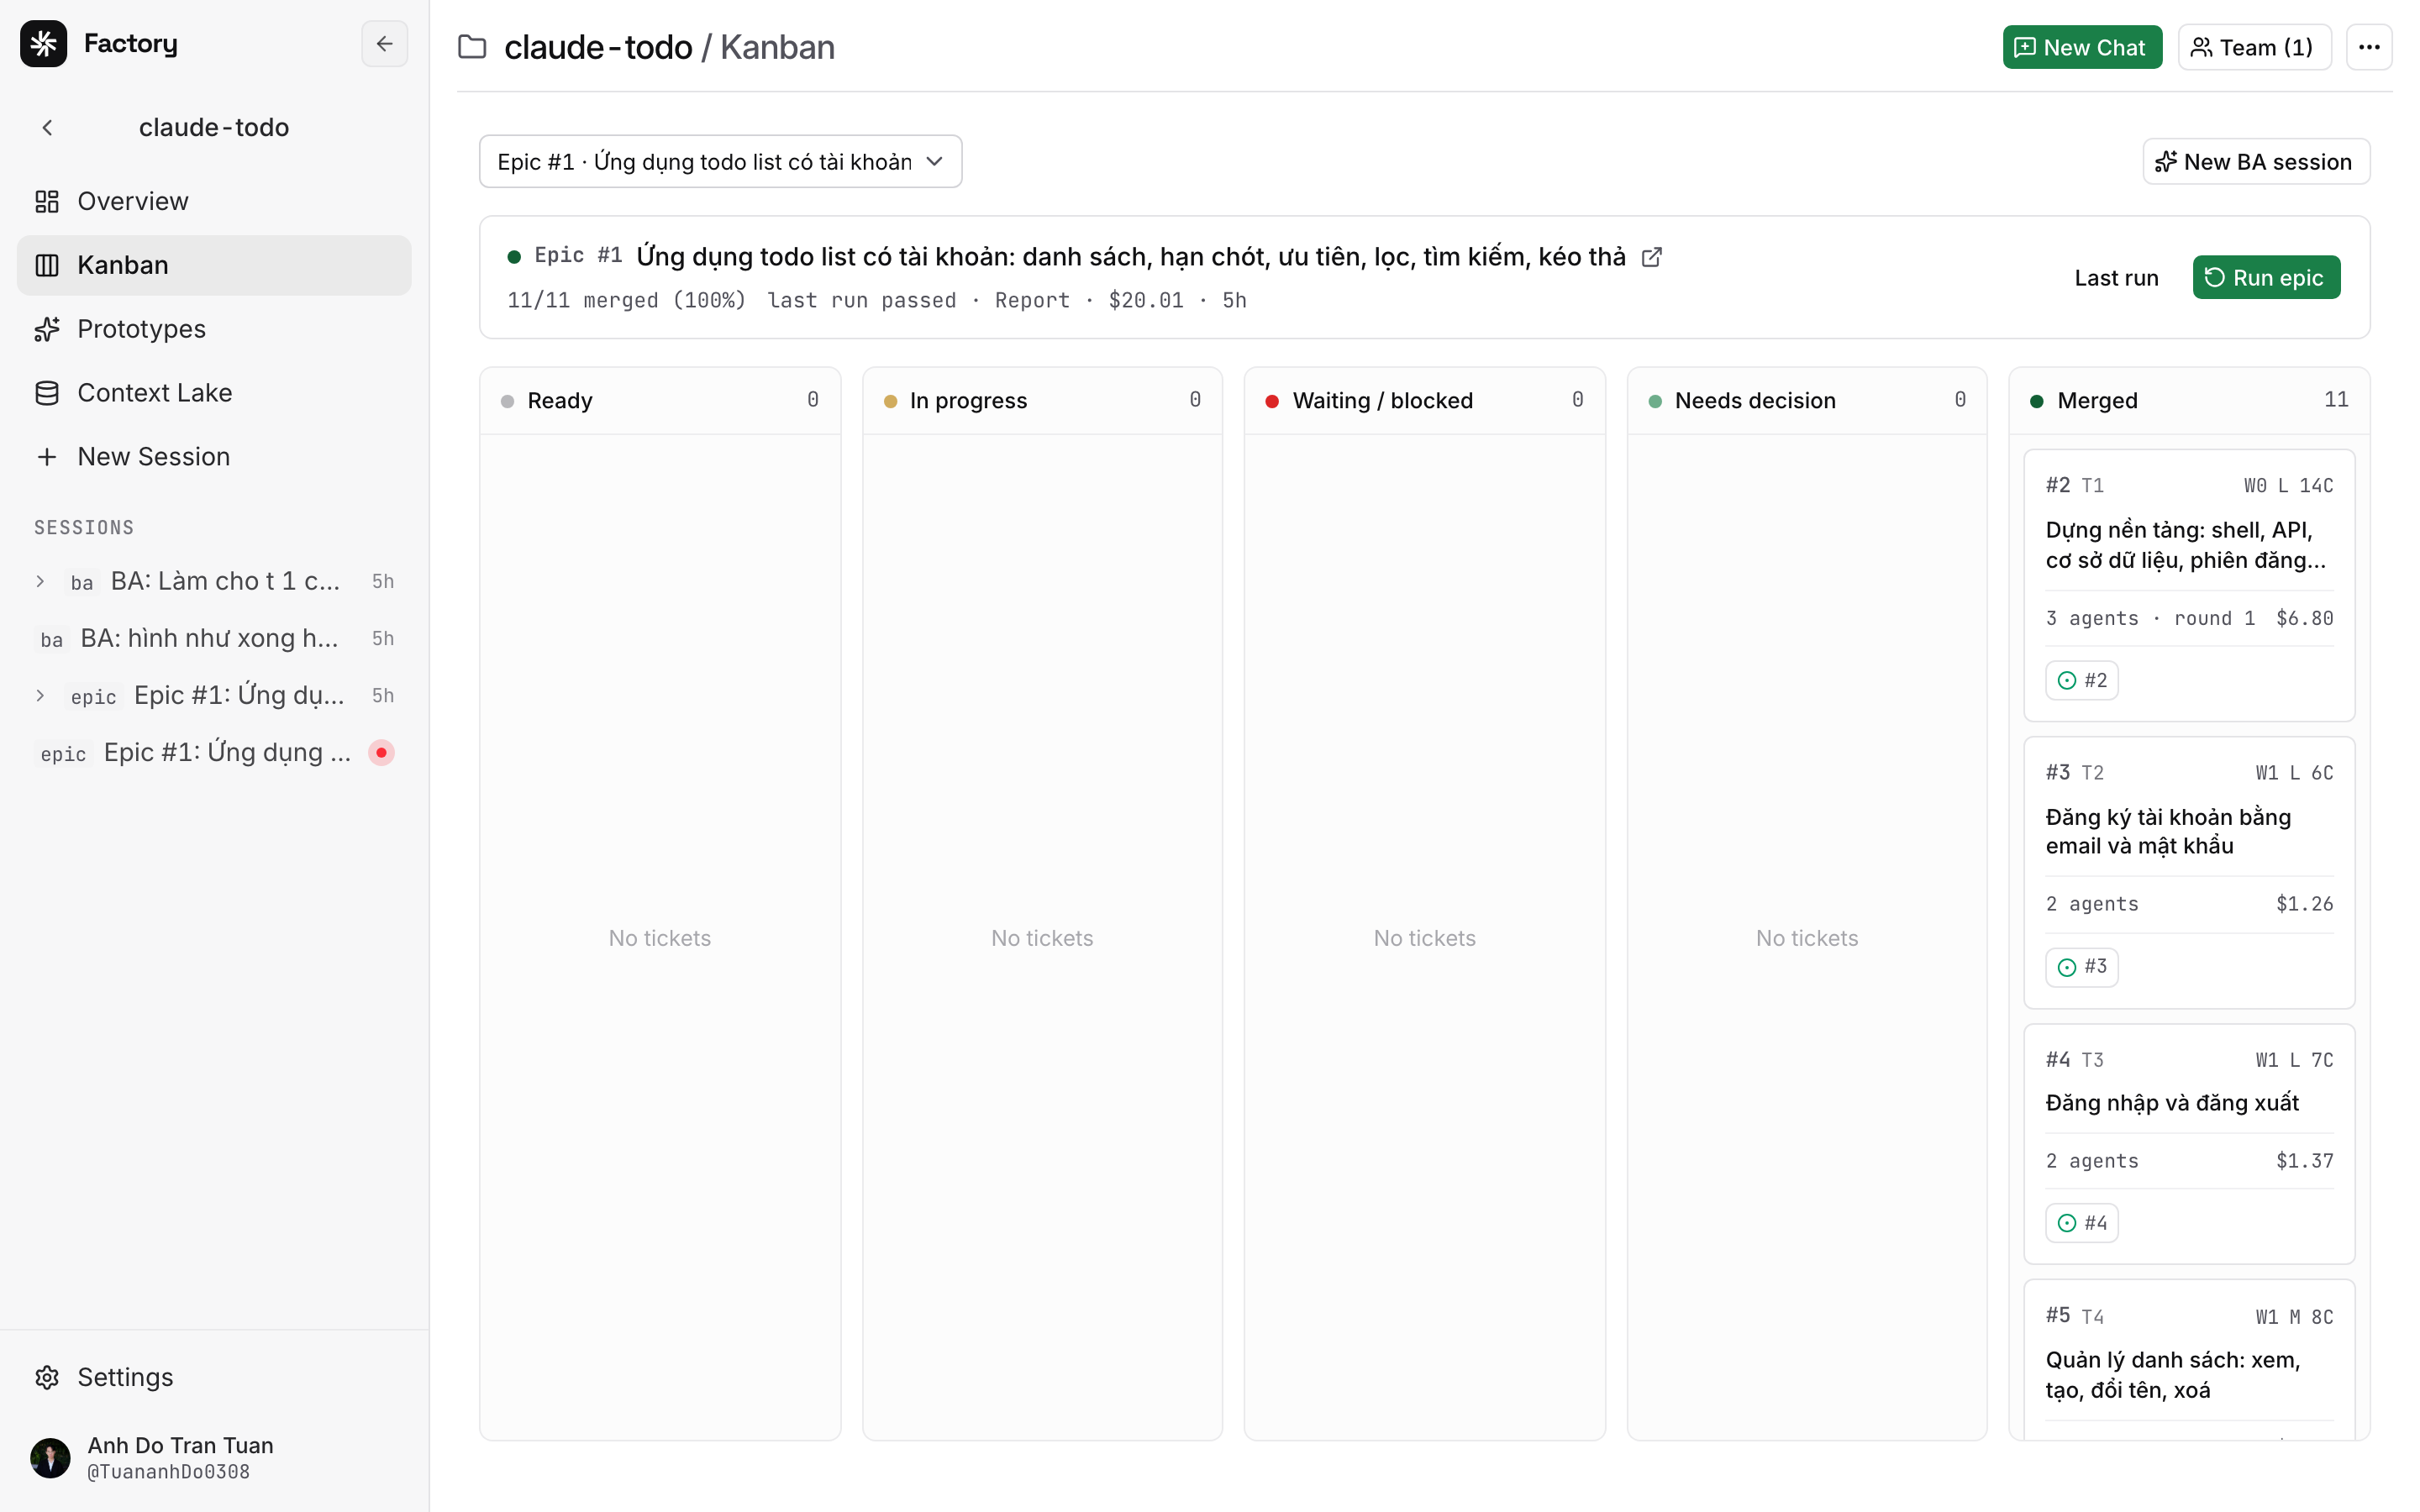 Factory
claude-todo
Overview
Kanban
Prototypes
Context Lake
New Session
SESSIONS
ba BA: Làm cho t 1 c... 5h
ba BA: hình như xong h... 5h
epic Epic #1: Ứng dụ... 5h
epic Epic #1: Ứng dụng ...
Settings
Anh Do Tran Tuan
@TuananhDo0308
claude-todo / Kanban
New Chat
Team (1)
Epic #1 · Ứng dụng todo list có tài khoản
New BA session
Epic #1 Ứng dụng todo list có tài khoản: danh sách, hạn chót, ưu tiên, lọc, tìm kiếm, kéo thả
11/11 merged (100%) last run passed · Report · $20.01 · 5h
Last run
Run epic
Ready 0
No tickets
In progress 0
No tickets
Waiting / blocked 0
No tickets
Needs decision 0
No tickets
Merged 11
#2 T1 W0 L 14C
Dựng nền tảng: shell, API,
cơ sở dữ liệu, phiên đăng...
3 agents · round 1 $6.80
#2
#3 T2 W1 L 6C
Đăng ký tài khoản bằng
email và mật khẩu
2 agents $1.26
#3
#4 T3 W1 L 7C
Đăng nhập và đăng xuất
2 agents $1.37
#4
#5 T4 W1 M 8C
Quản lý danh sách: xem,
tạo, đổi tên, xoá